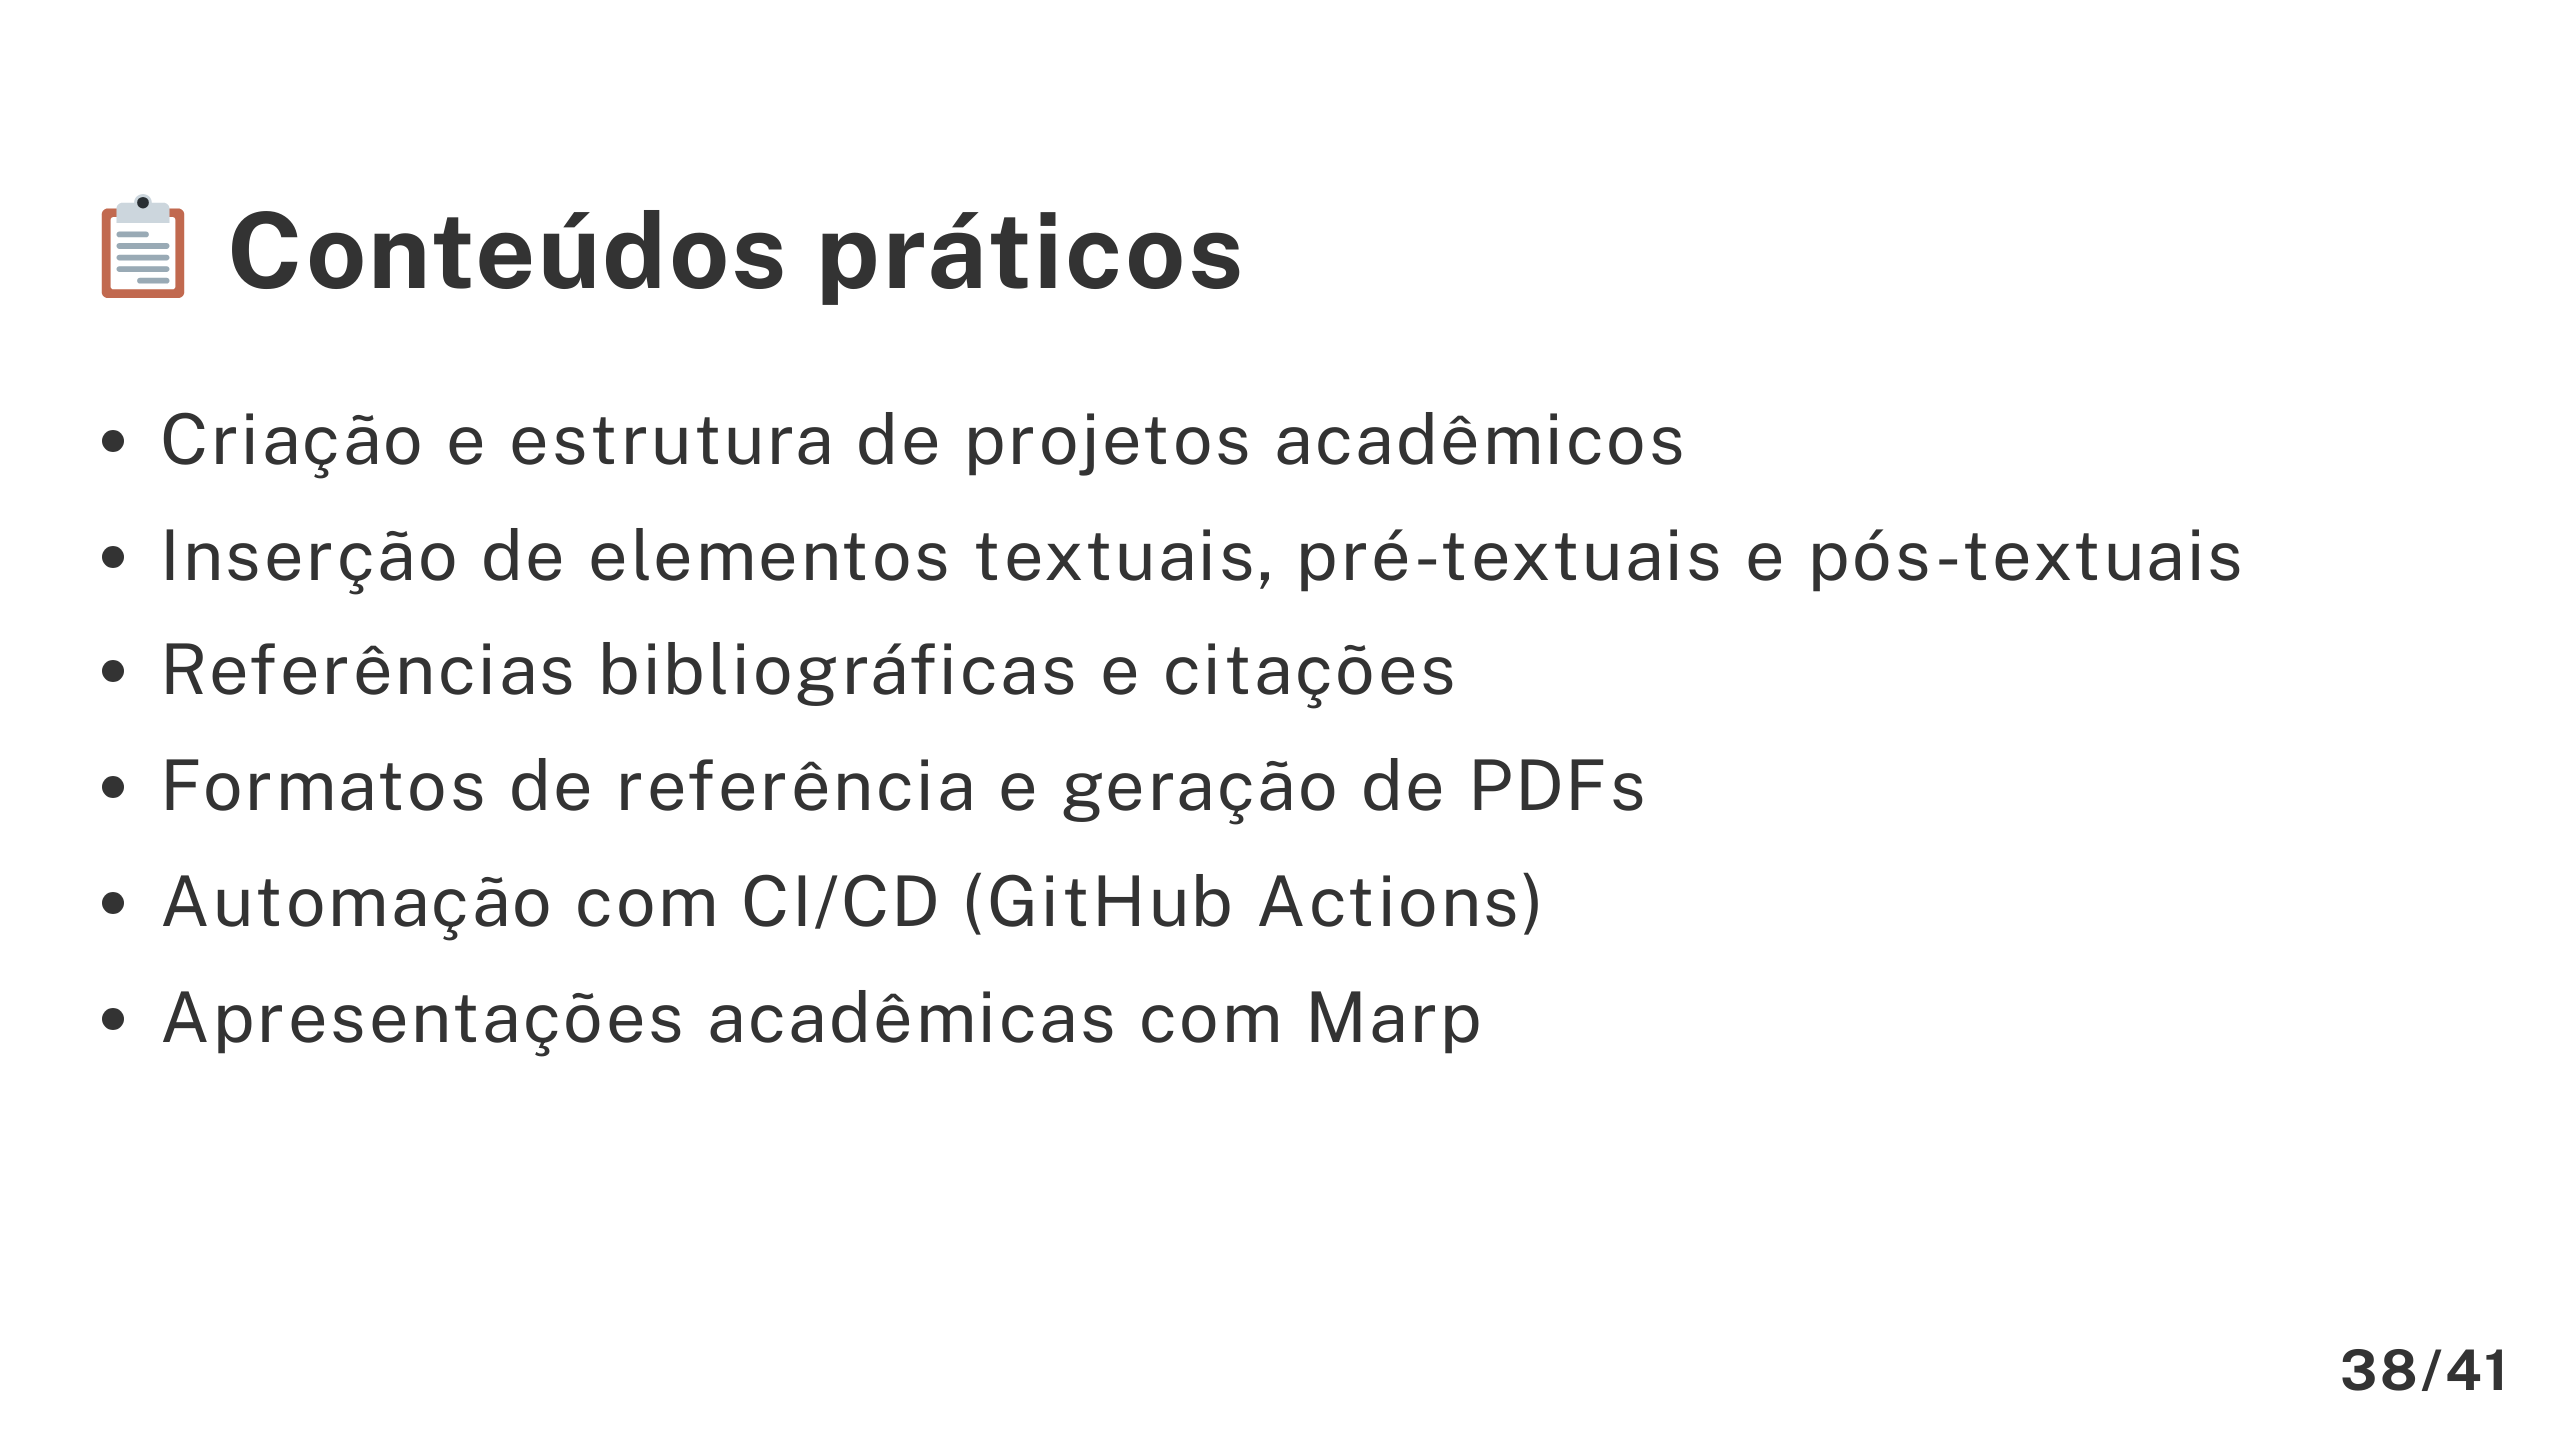 Conteúdos práticos
• Criação e estrutura de projetos acadêmicos
• Inserção de elementos textuais, pré-textuais e pós-textuais
• Referências bibliográficas e citações
• Formatos de referência e geração de PDFs
• Automação com CI/CD (GitHub Actions)
• Apresentações acadêmicas com Marp
38/41